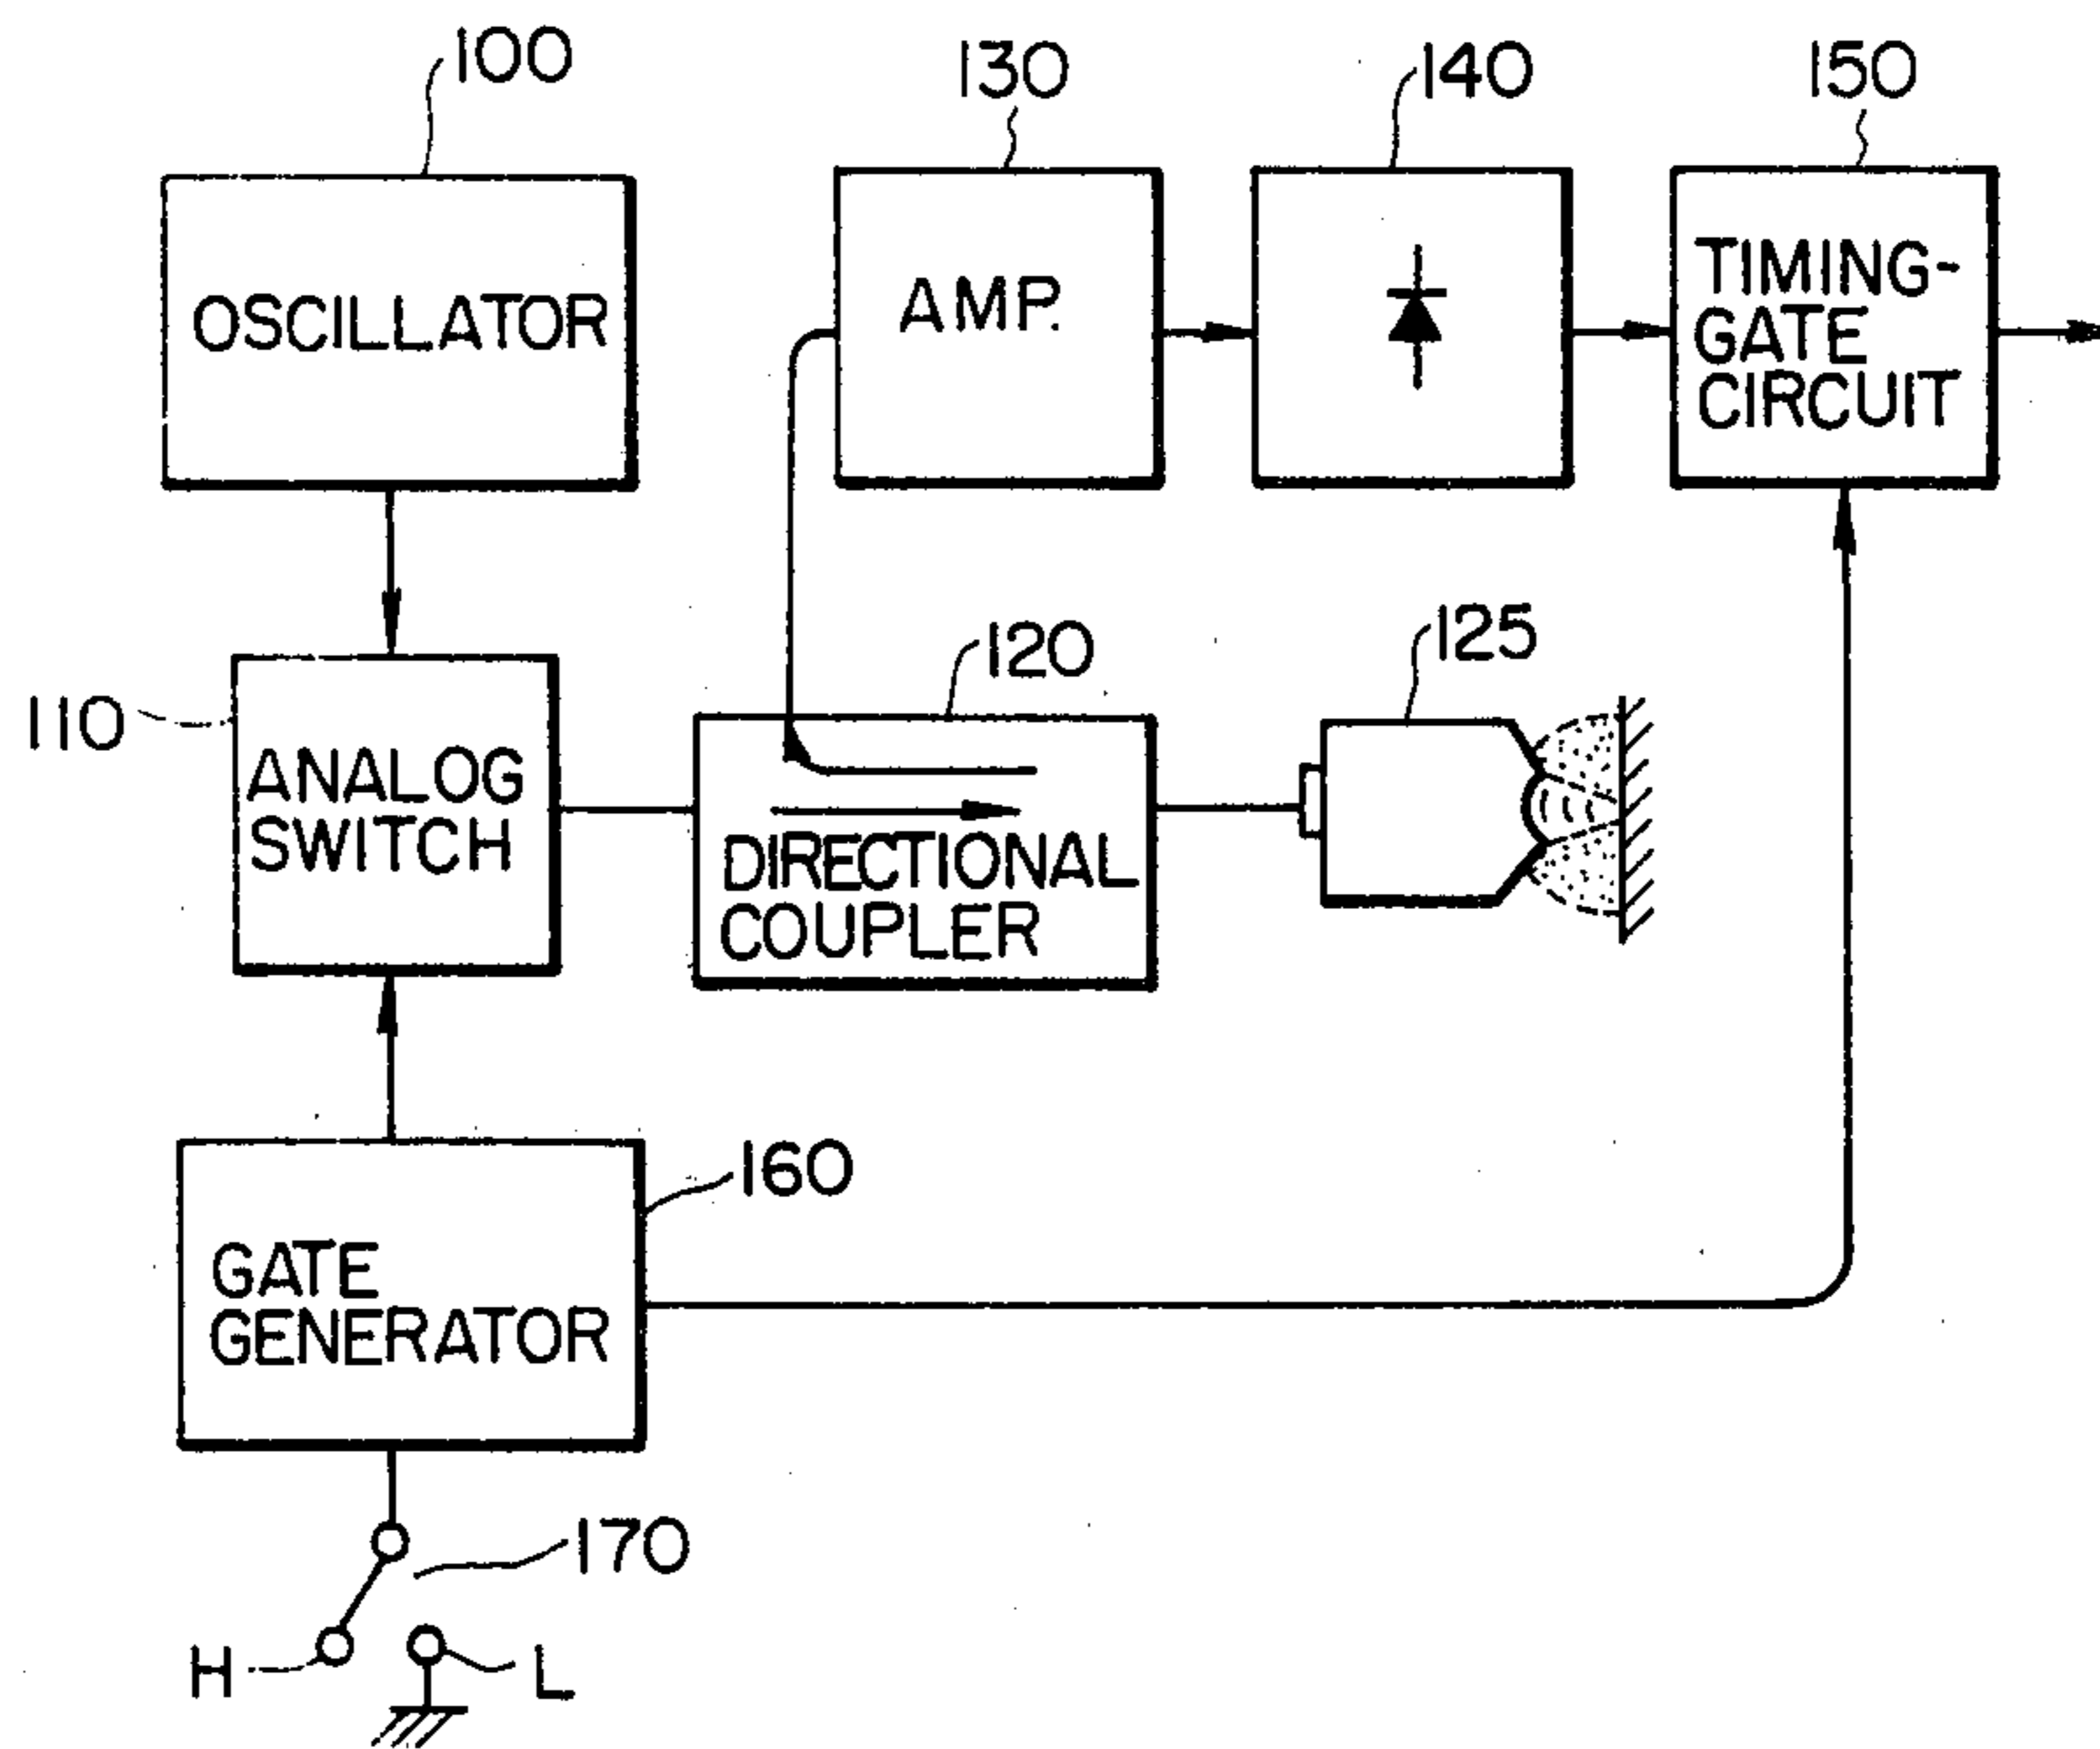 100
130
140
150
OSCILLATOR
AMP.
TIMING-
GATE
CIRCUIT
110
120
125
ANALOG
SWITCH
DIRECTIONAL
COUPLER
160
GATE
GENERATOR
170
H
L